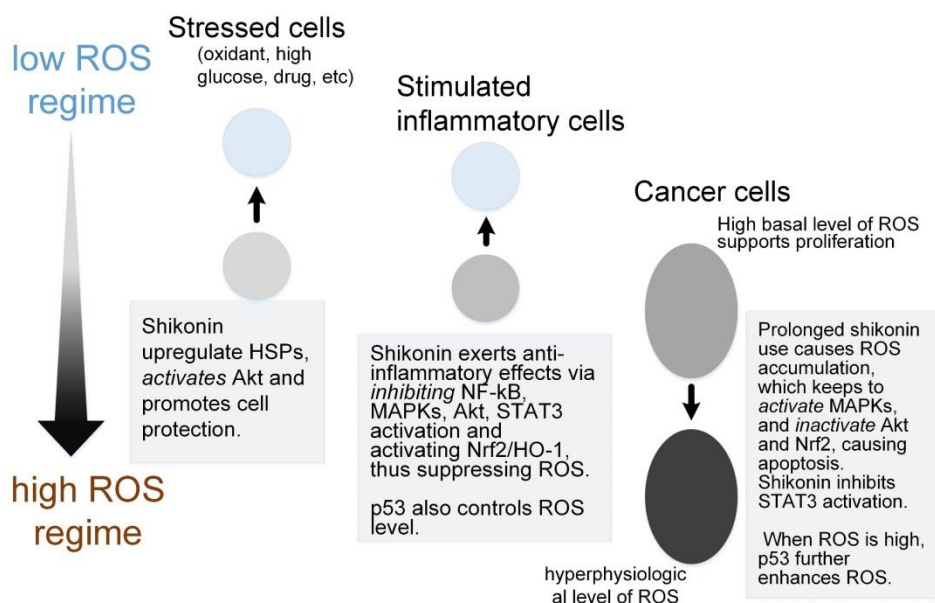 low ROS
regime
high ROS
regime
Stressed cells
(oxidant, high
glucose, drug, etc)
Shikonin
upregulate HSPs,
activates Akt and
promotes cell
protection.
Stimulated
inflammatory cells
Shikonin exerts anti-
inflammatory effects via
inhibiting NF-kB,
MAPKs, Akt, STAT3
activation and
activating Nrf2/HO-1,
thus suppressing ROS.
p53 also controls ROS
level.
Cancer cells
High basal level of ROS
supports proliferation
Prolonged shikonin
use causes ROS
accumulation,
which keeps to
activate MAPKs,
and inactivate Akt
and Nrf2, causing
apoptosis.
Shikonin inhibits
STAT3 activation.
When ROS is high,
p53 further
enhances ROS.
hyperphysiologic
al level of ROS